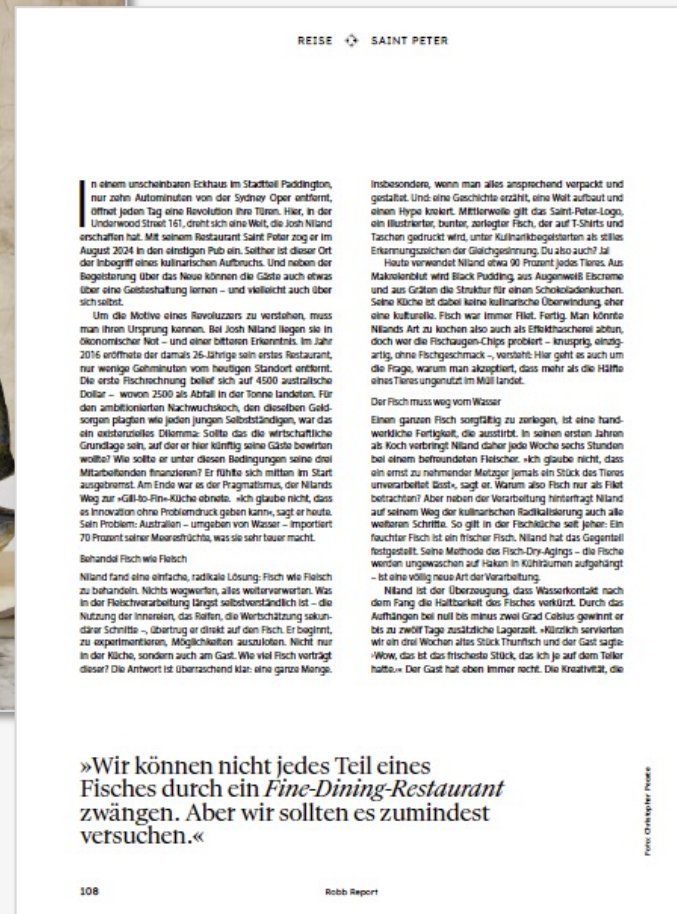 REISE SAINT PETER
In einem unscheinbaren Eckhaus im Stadtteil Paddington,
nur zehn Autominuten von der Sydney Oper entfernt,
öffnet jeden Tag eine Revolution ihre Türen. Hier, in der
Underwood Street 161, dreht sich eine Welt, die Josh Niland
erschaffen hat. Mit seinem Restaurant Saint Peter zog er im
August 2024 in den einstigen Pub ein. Seither ist dieser Ort
der Inbegriff eines kulinarischen Aufbruchs. Und neben der
Begeisterung über das Neue können die Gäste auch etwas
über eine Geisteshaltung lernen – und vielleicht auch über
sich selbst.
Um die Motive eines Revoluzzers zu verstehen, muss
man ihren Ursprung kennen. Bei Josh Niland liegen sie in
ökonomischer Not – und einer bitteren Erkenntnis. Im Jahr
2016 eröffnete der damals 26-Jährige sein erstes Restaurant,
nur wenige Gehminuten vom heutigen Standort entfernt.
Die erste Fischrechnung belief sich auf 4500 australische
Dollar – wovon 2500 als Abfall in der Tonne landeten. Für
den ambitionierten Nachwuchskoch, den dieselben Geld-
sorgen plagten wie jeden jungen Selbstständigen, war das
ein existenzielles Dilemma: Sollte das die wirtschaftliche
Grundlage sein, auf der er hier künftig seine Gäste bewirten
wollte? Wie sollte er unter diesen Bedingungen seine drei
Mitarbeitenden finanzieren? Er fühlte sich mitten im Start
ausgebremst. Am Ende war es der Pragmatismus, der Nilands
Weg zur »Gill-to-Fin«-Küche ebnete. »Ich glaube nicht, dass
es Innovation ohne Problemdruck geben kann«, sagt er heute.
Sein Problem: Australien – umgeben von Wasser – importiert
70 Prozent seiner Meeresfrüchte, was sie sehr teuer macht.
Behandel Fisch wie Fleisch
Niland fand eine einfache, radikale Lösung: Fisch wie Fleisch
zu behandeln. Nichts wegwerfen, alles weiterverwerten. Was
in der Fleischverarbeitung längst selbstverständlich ist – die
Nutzung der Innereien, das Reifen, die Wertschätzung sekun-
därer Schnitte –, übertrug er direkt auf den Fisch. Er beginnt,
zu experimentieren, Möglichkeiten auszuloten. Nicht nur
in der Küche, sondern auch am Gast. Wie viel Fisch verträgt
dieser? Die Antwort ist überraschend klar: eine ganze Menge.
Insbesondere, wenn man alles ansprechend verpackt und
gestaltet. Und: eine Geschichte erzählt, eine Welt aufbaut und
einen Hype kreiert. Mittlerweile gilt das Saint-Peter-Logo,
ein illustrierter, bunter, zerlegter Fisch, der auf T-Shirts und
Taschen gedruckt wird, unter Kulinarikbegeisterten als stilles
Erkennungszeichen der Gleichgesinnung. Du also auch? Ja!
Heute verwendet Niland etwa 90 Prozent jedes Tieres. Aus
Makrelenblut wird Black Pudding, aus Augenweiß Eiscreme
und aus Gräten die Struktur für einen Schokoladenkuchen.
Seine Küche ist dabei keine kulinarische Überwindung, eher
eine kulturelle. Fisch war immer Filet. Fertig. Man könnte
Nilands Art zu kochen also auch als Effekthascherei abtun,
doch wer die Fischaugen-Chips probiert – knusprig, einzig-
artig, ohne Fischgeschmack –, versteht: Hier geht es auch um
die Frage, warum man akzeptiert, dass mehr als die Hälfte
eines Tieres ungenutzt im Müll landet.
Der Fisch muss weg vom Wasser
Einen ganzen Fisch sorgfältig zu zerlegen, ist eine hand-
werkliche Fertigkeit, die ausstirbt. In seinen ersten Jahren
als Koch verbringt Niland daher jede Woche sechs Stunden
bei einem befreundeten Fleischer. »Ich glaube nicht, dass
ein ernst zu nehmender Metzger jemals ein Stück des Tieres
unverarbeitet lässt«, sagt er. Warum also Fisch nur als Filet
betrachten? Aber neben der Verarbeitung hinterfragt Niland
auf seinem Weg der kulinarischen Radikalisierung auch alle
weiteren Schritte. So gilt in der Fischküche seit jeher: Ein
feuchter Fisch ist ein frischer Fisch. Niland hat das Gegenteil
festgestellt. Seine Methode des Fisch-Dry-Agings – die Fische
werden ungewaschen auf Haken in Kühlräumen aufgehängt
– ist eine völlig neue Art der Verarbeitung.
Niland ist der Überzeugung, dass Wasserkontakt nach
dem Fang die Haltbarkeit des Fisches verkürzt. Durch das
Aufhängen bei null bis minus zwei Grad Celsius gewinnt er
bis zu zwölf Tage zusätzliche Lagerzeit. »Kürzlich servierten
wir ein drei Wochen altes Stück Thunfisch und der Gast sagte:
›Wow, das ist das frischeste Stück, das ich je auf dem Teller
hatte.‹« Der Gast hat eben immer recht. Die Kreativität, die
»Wir können nicht jedes Teil eines
Fisches durch ein Fine-Dining-Restaurant
zwängen. Aber wir sollten es zumindest
versuchen.«
Foto: Christopher Pearce
108 Robb Report